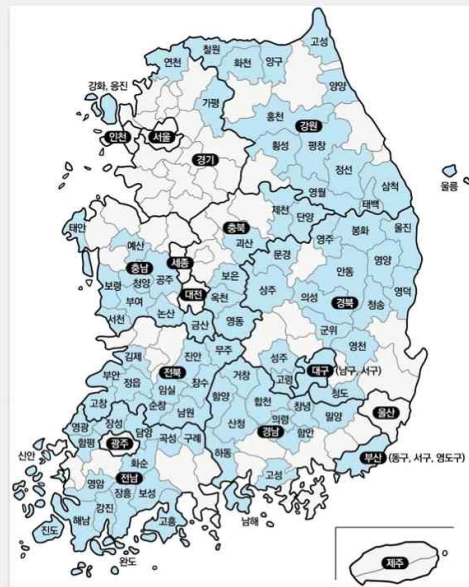 고성
철원
연천
화천
양구
양양
강화, 옹진
가평
홍천
강원
인천
서울
횡성
평창
경기
정선
삼척
울릉
영월
태백
제천
단양
태안
충북
봉화
울진
예산
괴산
영주
세종
문경
충남
영양
안동
보령
청양
공주
보은
대전
상주
의성
경북
영덕
부여
옥천
청송
서천
논산
금산
영동
군위
영천
김제
무주
진안
성주
대구 (남구, 서구)
전북
거창
고령
부안
정읍
임실
장수
청도
함양
합천
창녕
고창
순창
남원
밀양
울산
의령
영광
장성
담양
산청
경남
함안
함평
광주
곡성
구례
신안
화순
하동
부산 (동구, 서구, 영도구)
전남
고성
영암
장흥
보성
강진
해남
고흥
남해
진도
완도
제주